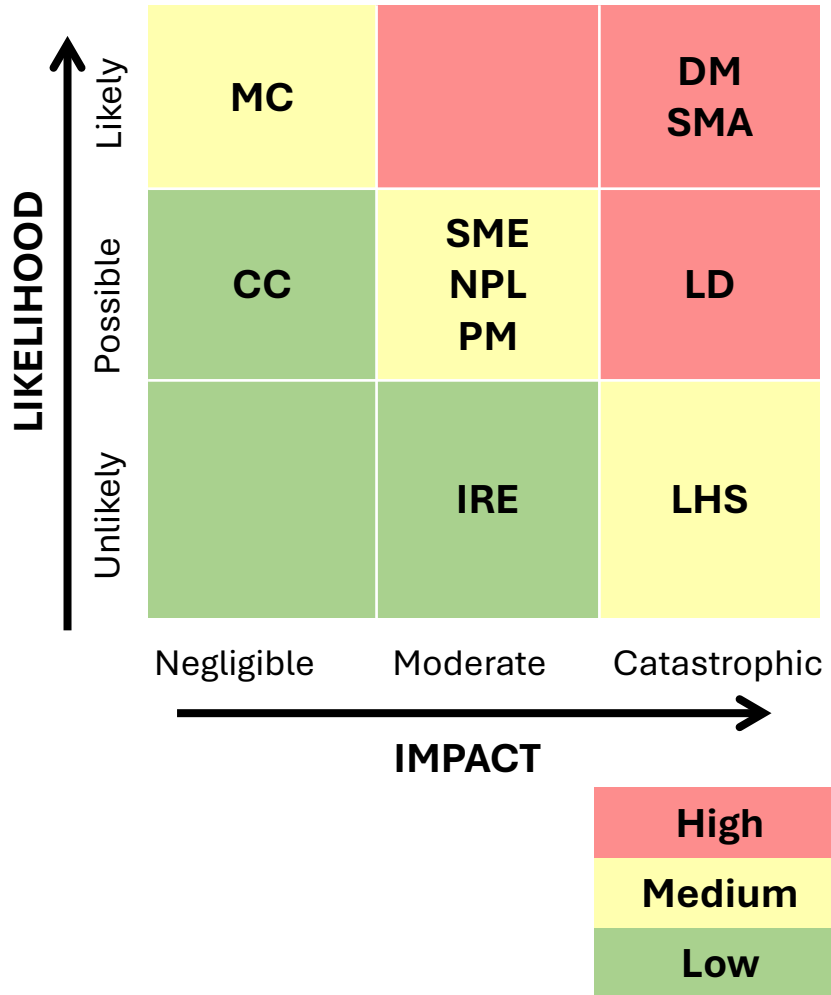 LIKELIHOOD
Likely
MC
DM
SMA
Possible
CC
SME
NPL
PM
LD
Unlikely
IRE
LHS
Negligible
Moderate
Catastrophic
IMPACT
High
Medium
Low